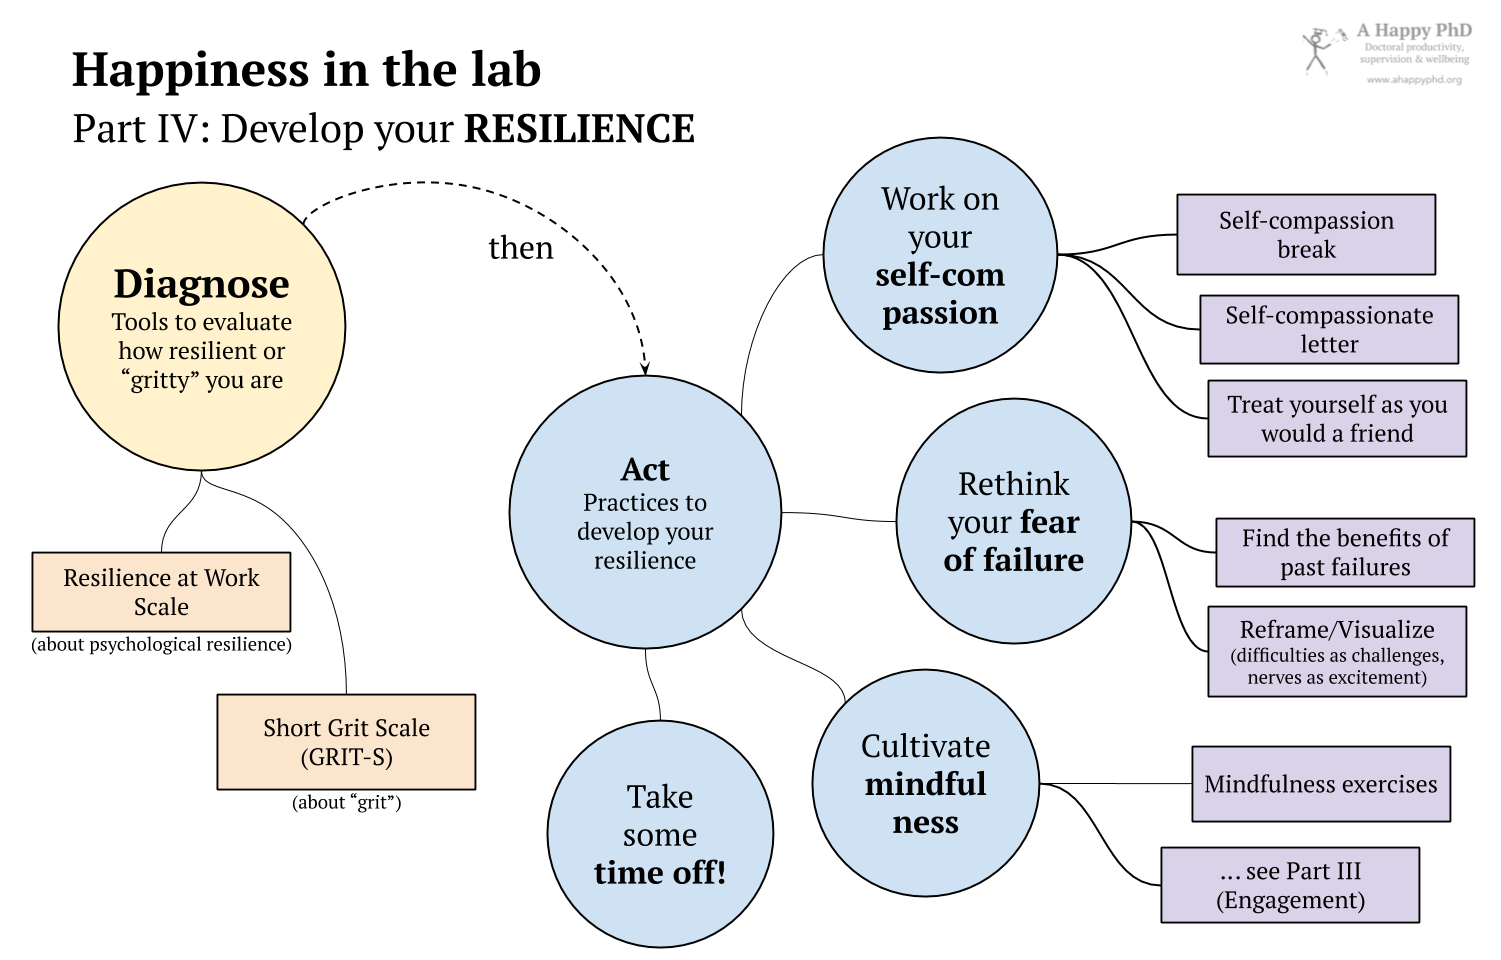 Happiness in the lab
Part IV: Develop your RESILIENCE
A Happy PhD
Doctoral productivity,
supervision & wellbeing
www.ahappyphd.org
Diagnose
Tools to evaluate
how resilient or
“gritty” you are
then
Resilience at Work
Scale
(about psychological resilience)
Short Grit Scale
(GRIT-S)
(about “grit”)
Act
Practices to
develop your
resilience
Work on
your
self-com
passion
Self-compassion
break
Self-compassionate
letter
Treat yourself as you
would a friend
Rethink
your fear
of failure
Find the benefits of
past failures
Reframe/Visualize
(difficulties as challenges,
nerves as excitement)
Cultivate
mindful
ness
Mindfulness exercises
... see Part III
(Engagement)
Take
some
time off!